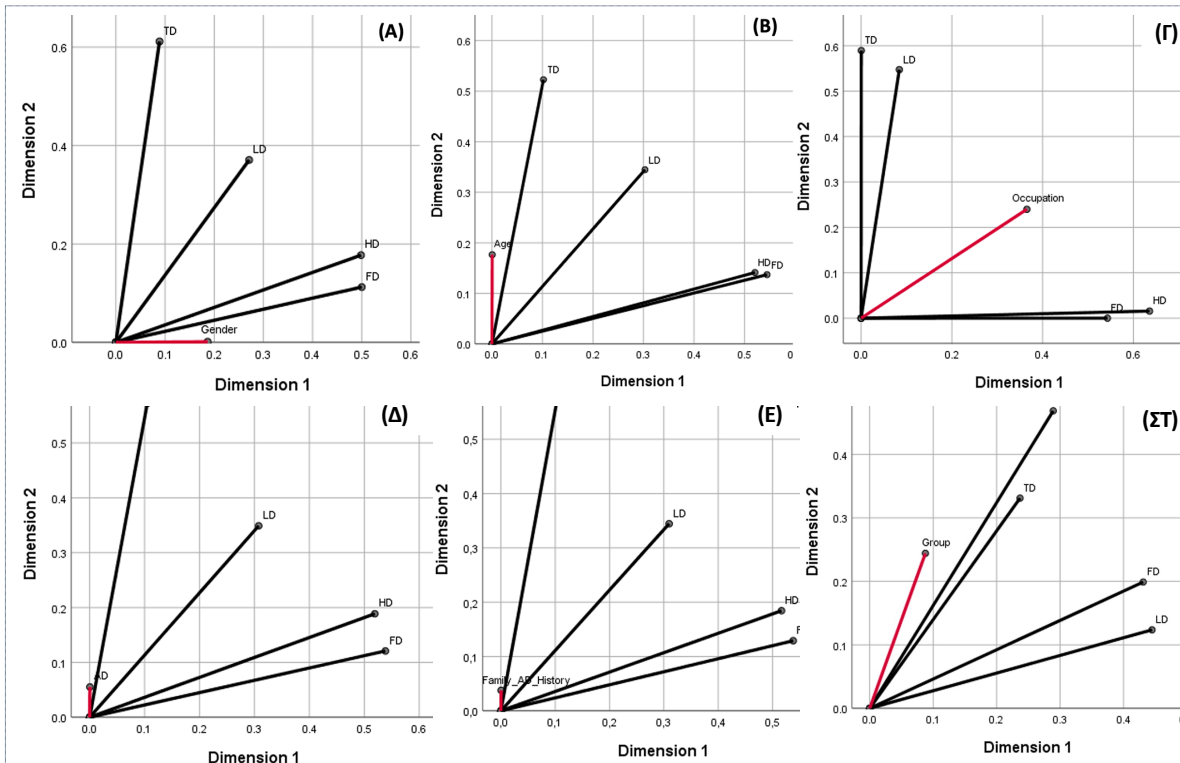 (Α)
TD
0.6
Dimension 2
0.4
LD
HD
0.2
FD
Gender
0.0
0.0 0.1 0.2 0.3 0.4 0.5 0.6
Dimension 1
(Β)
0.6
TD
0.5
Dimension 2
0.4
LD
0.3
0.2
Age
HD FD
0.1
0.0
0.0 0.1 0.2 0.3 0.4 0.5 0
Dimension 1
(Γ)
0.6
TD
LD
0.5
Dimension 2
0.4
0.3
Occupation
0.2
0.1
FD HD
0.0
0.0 0.2 0.4 0.6
Dimension 1
(Δ)
0.5
Dimension 2
0.4
LD
0.3
0.2
HD
FD
0.1
AD
0.0
0.0 0.1 0.2 0.3 0.4 0.5 0.6
Dimension 1
(Ε)
0,5
Dimension 2
0,4
LD
0,3
0,2
HD
F
0,1
Family_AD_History
0,0
0,0 0,1 0,2 0,3 0,4 0,5
Dimension 1
(ΣΤ)
0.4
Dimension 2
TD
0.3
Group
0.2
FD
LD
0.1
0.0
0.0 0.1 0.2 0.3 0.4
Dimension 1